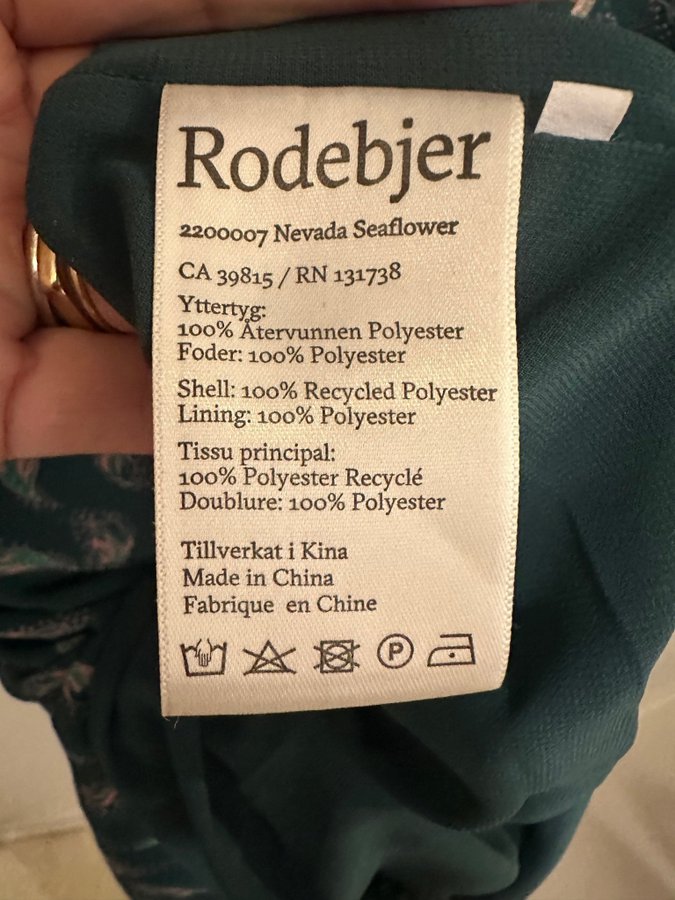 Rodebjer
2200007 Nevada Seaflower
CA 39815 / RN 131738
Yttertyg:
100% Återvunnen Polyester
Foder: 100% Polyester
Shell: 100% Recycled Polyester
Lining: 100% Polyester
Tissu principal:
100% Polyester Recyclé
Doublure: 100% Polyester
Tillverkat i Kina
Made in China
Fabrique en Chine
P